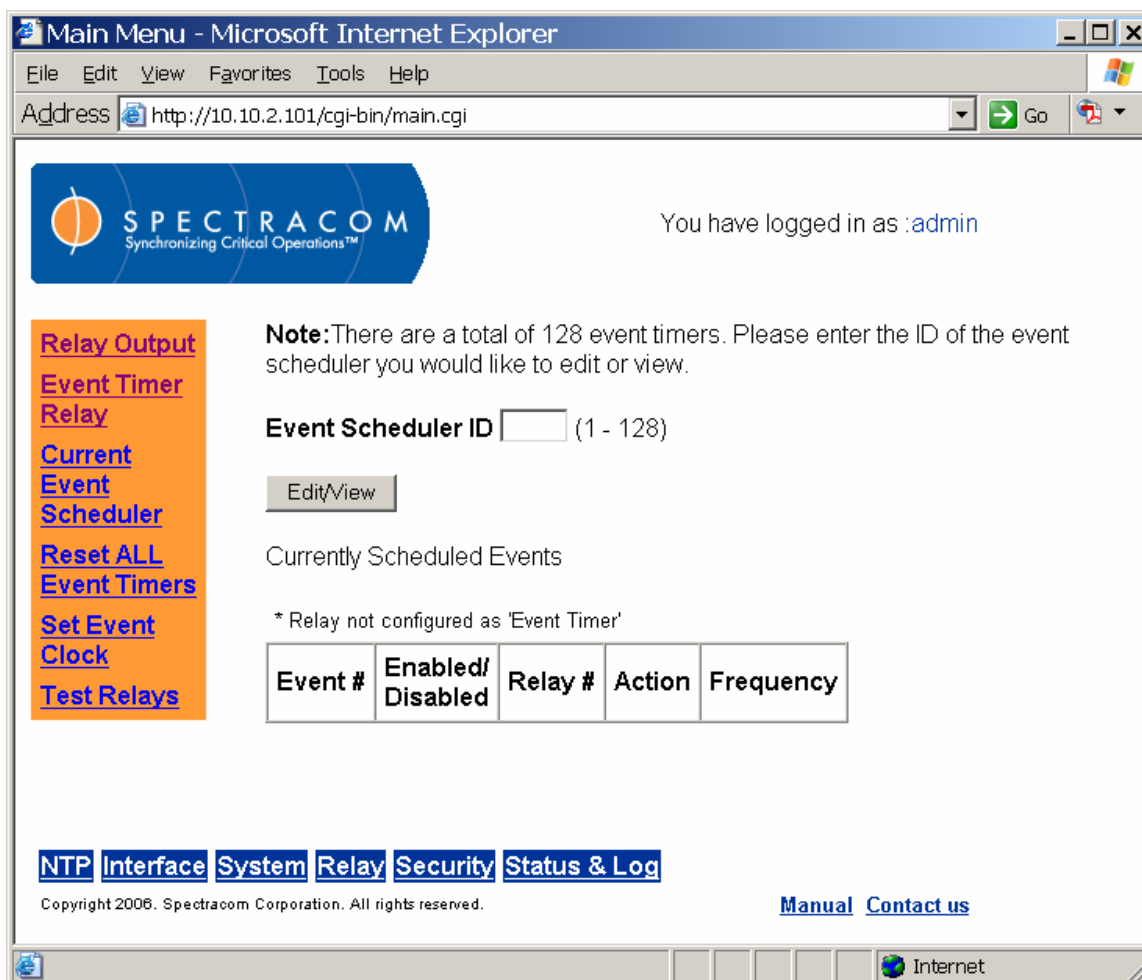 Main Menu - Microsoft Internet Explorer
File Edit View Favorites Tools Help
Address http://10.10.2.101/cgi-bin/main.cgi Go
SPECTRACOM
Synchronizing Critical Operations™
You have logged in as :admin
Relay Output
Event Timer
Relay
Current
Event
Scheduler
Reset ALL
Event Timers
Set Event
Clock
Test Relays
Note:There are a total of 128 event timers. Please enter the ID of the event
scheduler you would like to edit or view.
Event Scheduler ID (1 - 128)
Edit/View
Currently Scheduled Events
* Relay not configured as 'Event Timer'
Event # Enabled/ Disabled Relay # Action Frequency
NTP Interface System Relay Security Status & Log
Copyright 2006. Spectracom Corporation. All rights reserved.
Manual Contact us
Internet